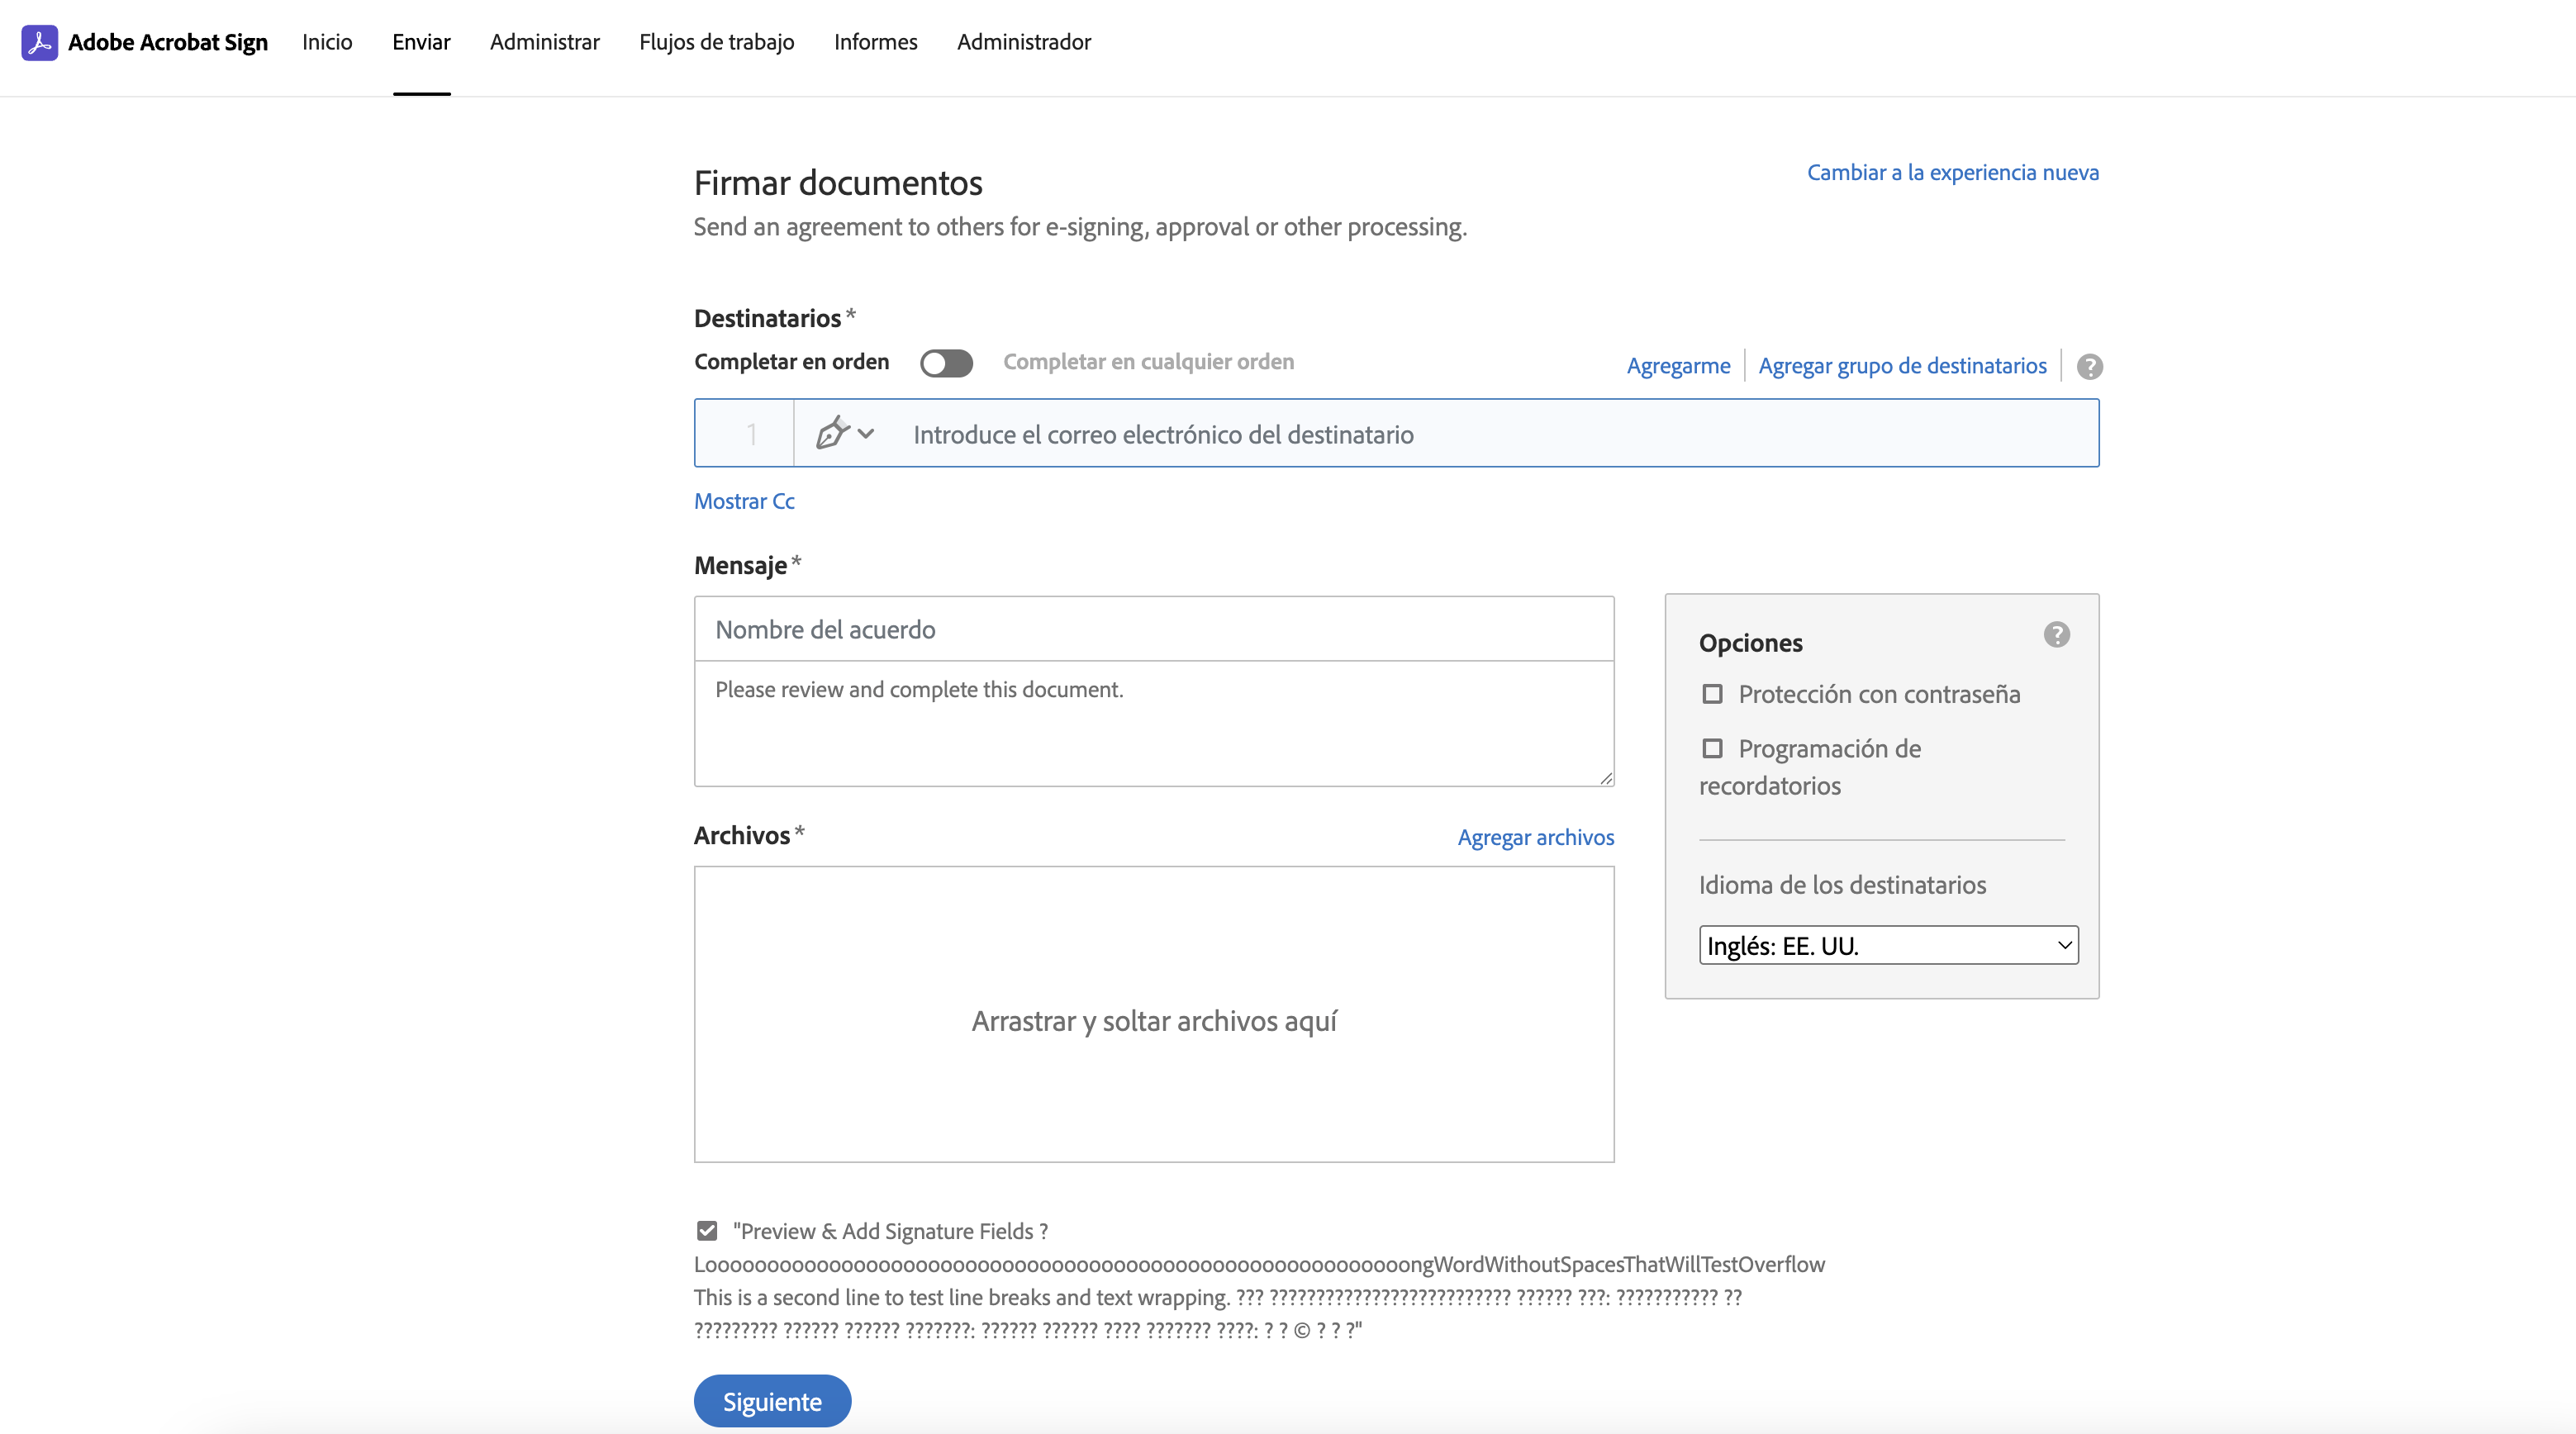 Adobe Acrobat Sign Inicio Enviar Administrar Flujos de trabajo Informes Administrador
Firmar documentos
Cambiar a la experiencia nueva
Send an agreement to others for e-signing, approval or other processing.
Destinatarios*
Completar en orden Completar en cualquier orden Agregarme Agregar grupo de destinatarios ?
1 Introduce el correo electrónico del destinatario
Mostrar Cc
Mensaje*
Nombre del acuerdo
Please review and complete this document.
Opciones ?
Protección con contraseña
Programación de
recordatorios
Idioma de los destinatarios
Inglés: EE. UU.
Archivos* Agregar archivos
Arrastrar y soltar archivos aquí
"Preview & Add Signature Fields ?
LoooooooooooooooooooooooooooooooooooooooooooooooooooooooooongWordWithoutSpacesThatWillTestOverflow
This is a second line to test line breaks and text wrapping. ??? ?????????????????????????? ?????? ???: ??????????? ??
????????? ?????? ?????? ???????: ?????? ?????? ???? ??????? ????: ? ? © ? ? ?"
Siguiente